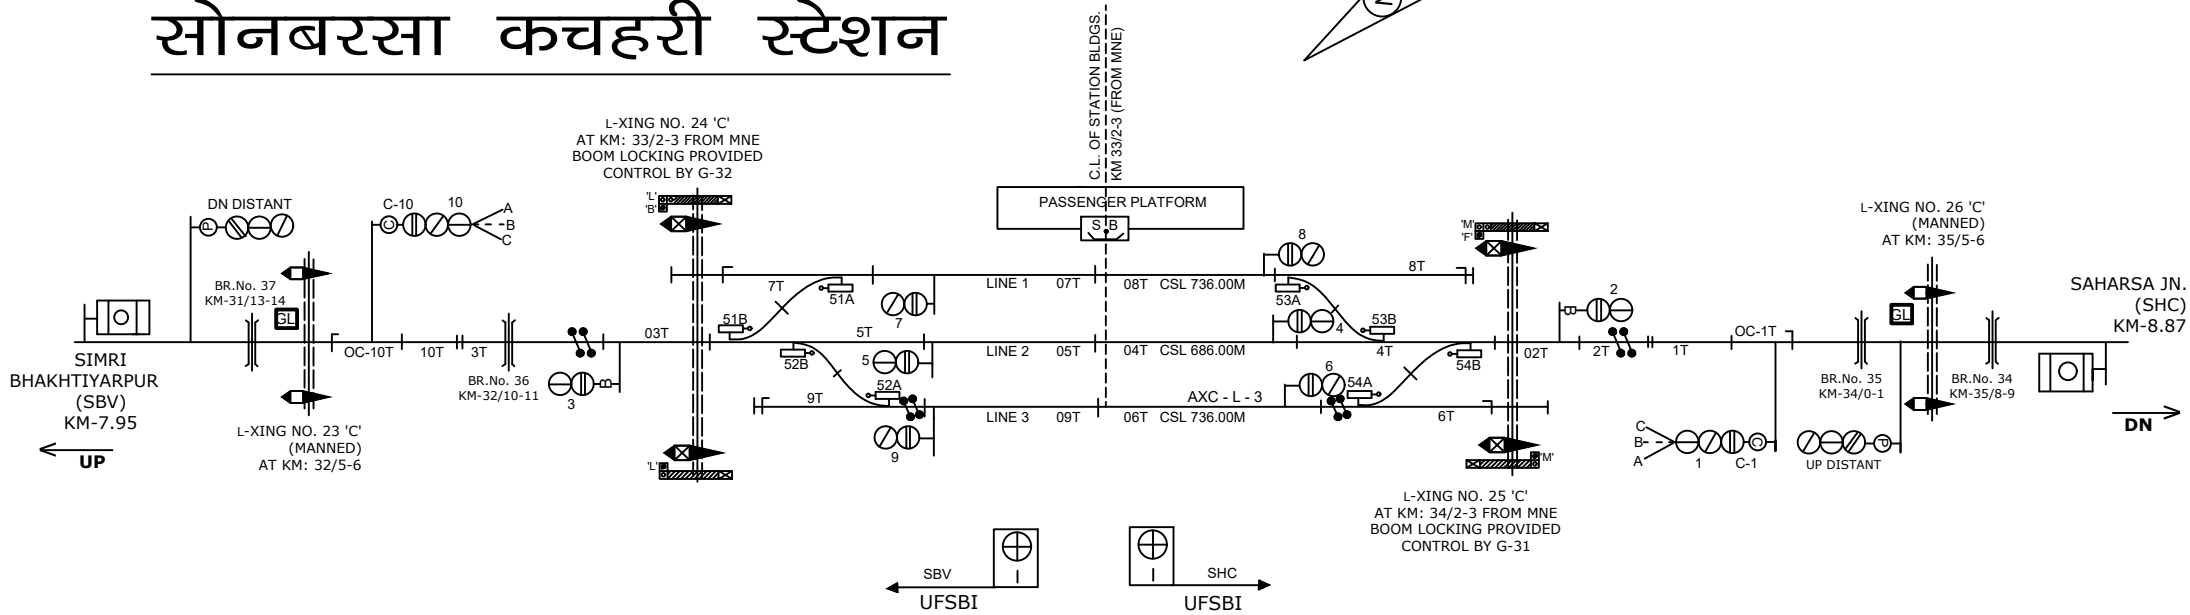 सोनबरसा कचहरी स्टेशन
C.L. OF STATION BLDGS.
KM 33/2-3 (FROM MNE)
N
L-XING NO. 24 'C'
AT KM: 33/2-3 FROM MNE
BOOM LOCKING PROVIDED
CONTROL BY G-32
'L'
'B'
DN DISTANT
P
C-10 10
C
A
B
C
PASSENGER PLATFORM
S B
L-XING NO. 26 'C'
(MANNED)
AT KM: 35/5-6
'M'
'F'
8
BR.No. 37
KM-31/13-14
GL
7T
51A
LINE 1 07T 08T CSL 736.00M
8T
53A
2
B
SAHARSA JN.
(SHC)
KM-8.87
GL
7
51B
4
53B
03T
5T
OC-10T 10T 3T
LINE 2 05T 04T CSL 686.00M
4T
02T
2T
1T
OC-1T
SIMRI
BHAKHTIYARPUR
(SBV)
KM-7.95
UP
52B
5
54B
BR.No. 36
KM-32/10-11
3
B
52A
6
54A
BR.No. 35
KM-34/0-1
BR.No. 34
KM-35/8-9
9T
AXC - L - 3
LINE 3 09T 06T CSL 736.00M
6T
DN
L-XING NO. 23 'C'
(MANNED)
AT KM: 32/5-6
9
C
B
A
1 C-1
C
P
UP DISTANT
'L'
'M'
L-XING NO. 25 'C'
AT KM: 34/2-3 FROM MNE
BOOM LOCKING PROVIDED
CONTROL BY G-31
SBV
UFSBI
SHC
UFSBI